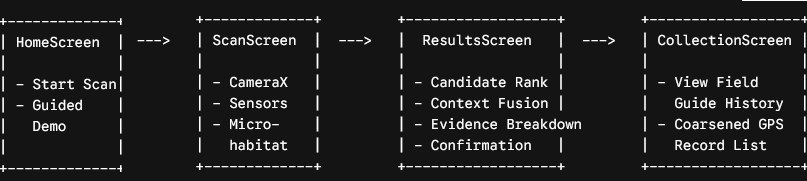 HomeScreen ---> ScanScreen ---> ResultsScreen ---> CollectionScreen
- Start Scan - CameraX - Candidate Rank - View Field
- Guided - Sensors - Context Fusion Guide History
Demo - Micro- - Evidence Breakdown - Coarsened GPS
habitat - Confirmation Record List